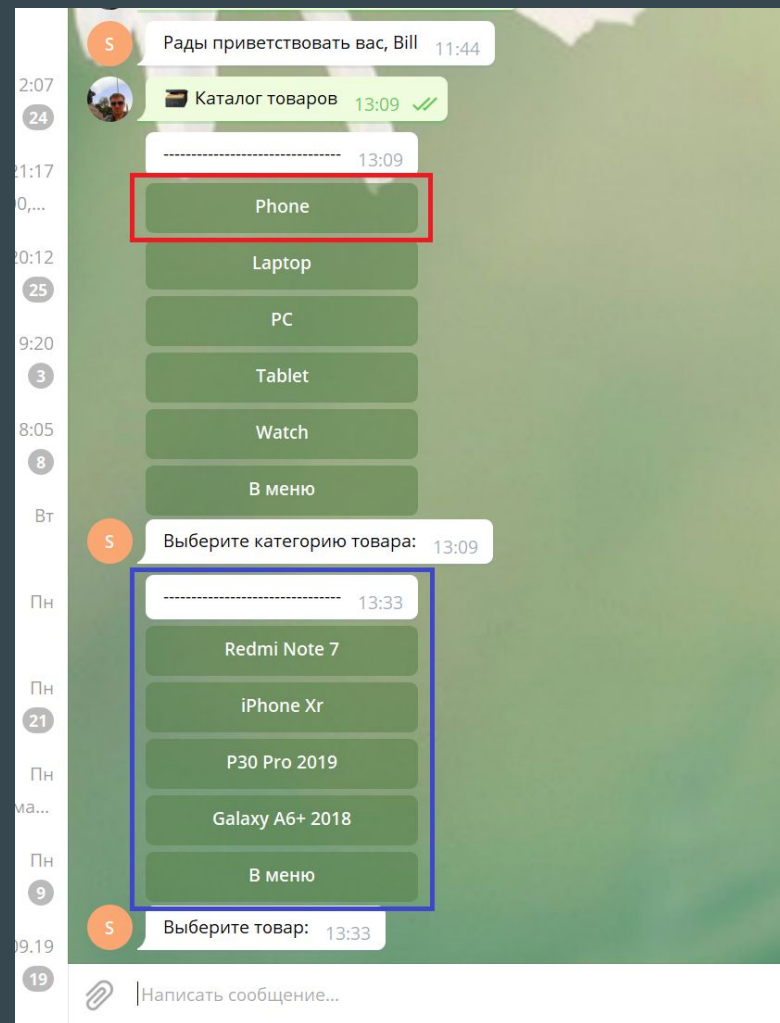 S
Рады приветствовать вас, Bill 11:44
2:07
24
🗃 Каталог товаров 13:09
-------------------------------- 13:09
21:17
Phone
00,...
20:12
Laptop
25
PC
9:20
3
Tablet
8:05
Watch
8
В меню
Вт
S
Выберите категорию товара: 13:09
-------------------------------- 13:33
Пн
Redmi Note 7
Пн
iPhone Xr
21
P30 Pro 2019
Пн
ма...
Galaxy A6+ 2018
Пн
В меню
9
S
Выберите товар: 13:33
09.19
19
Написать сообщение...